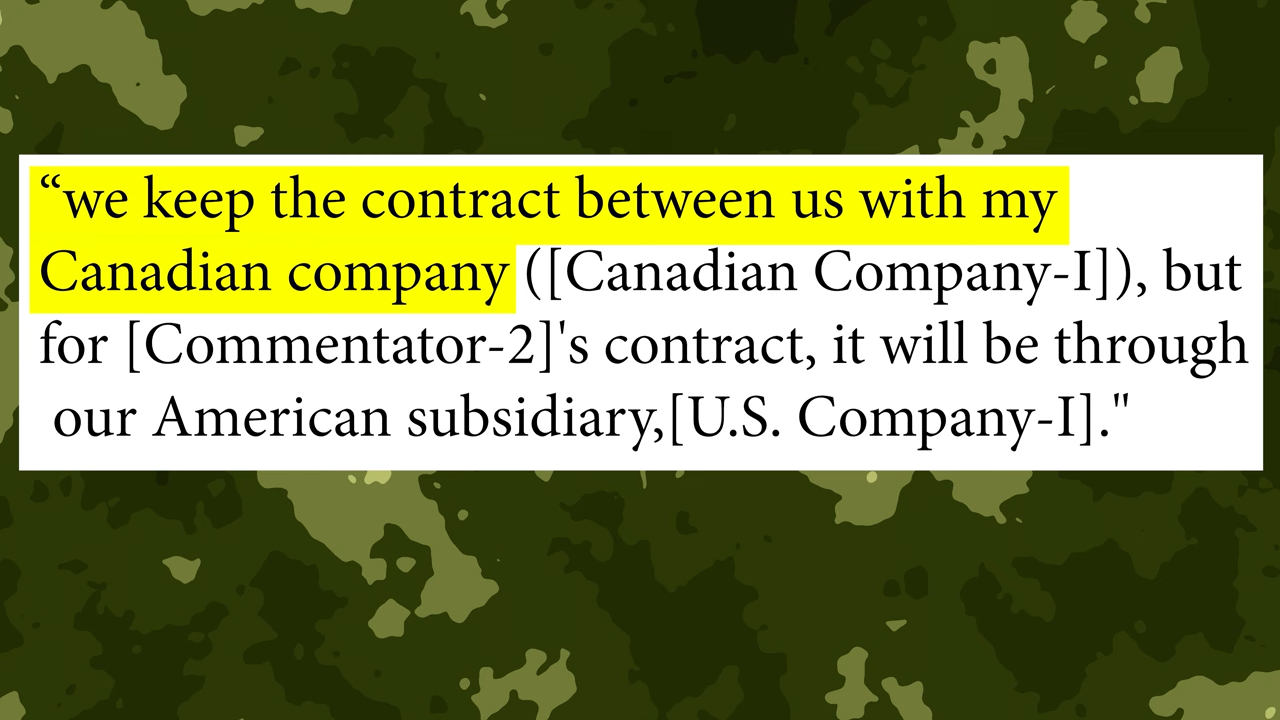 “we keep the contract between us with my
Canadian company ([Canadian Company-I]), but
for [Commentator-2]'s contract, it will be through
our American subsidiary,[U.S. Company-I]."